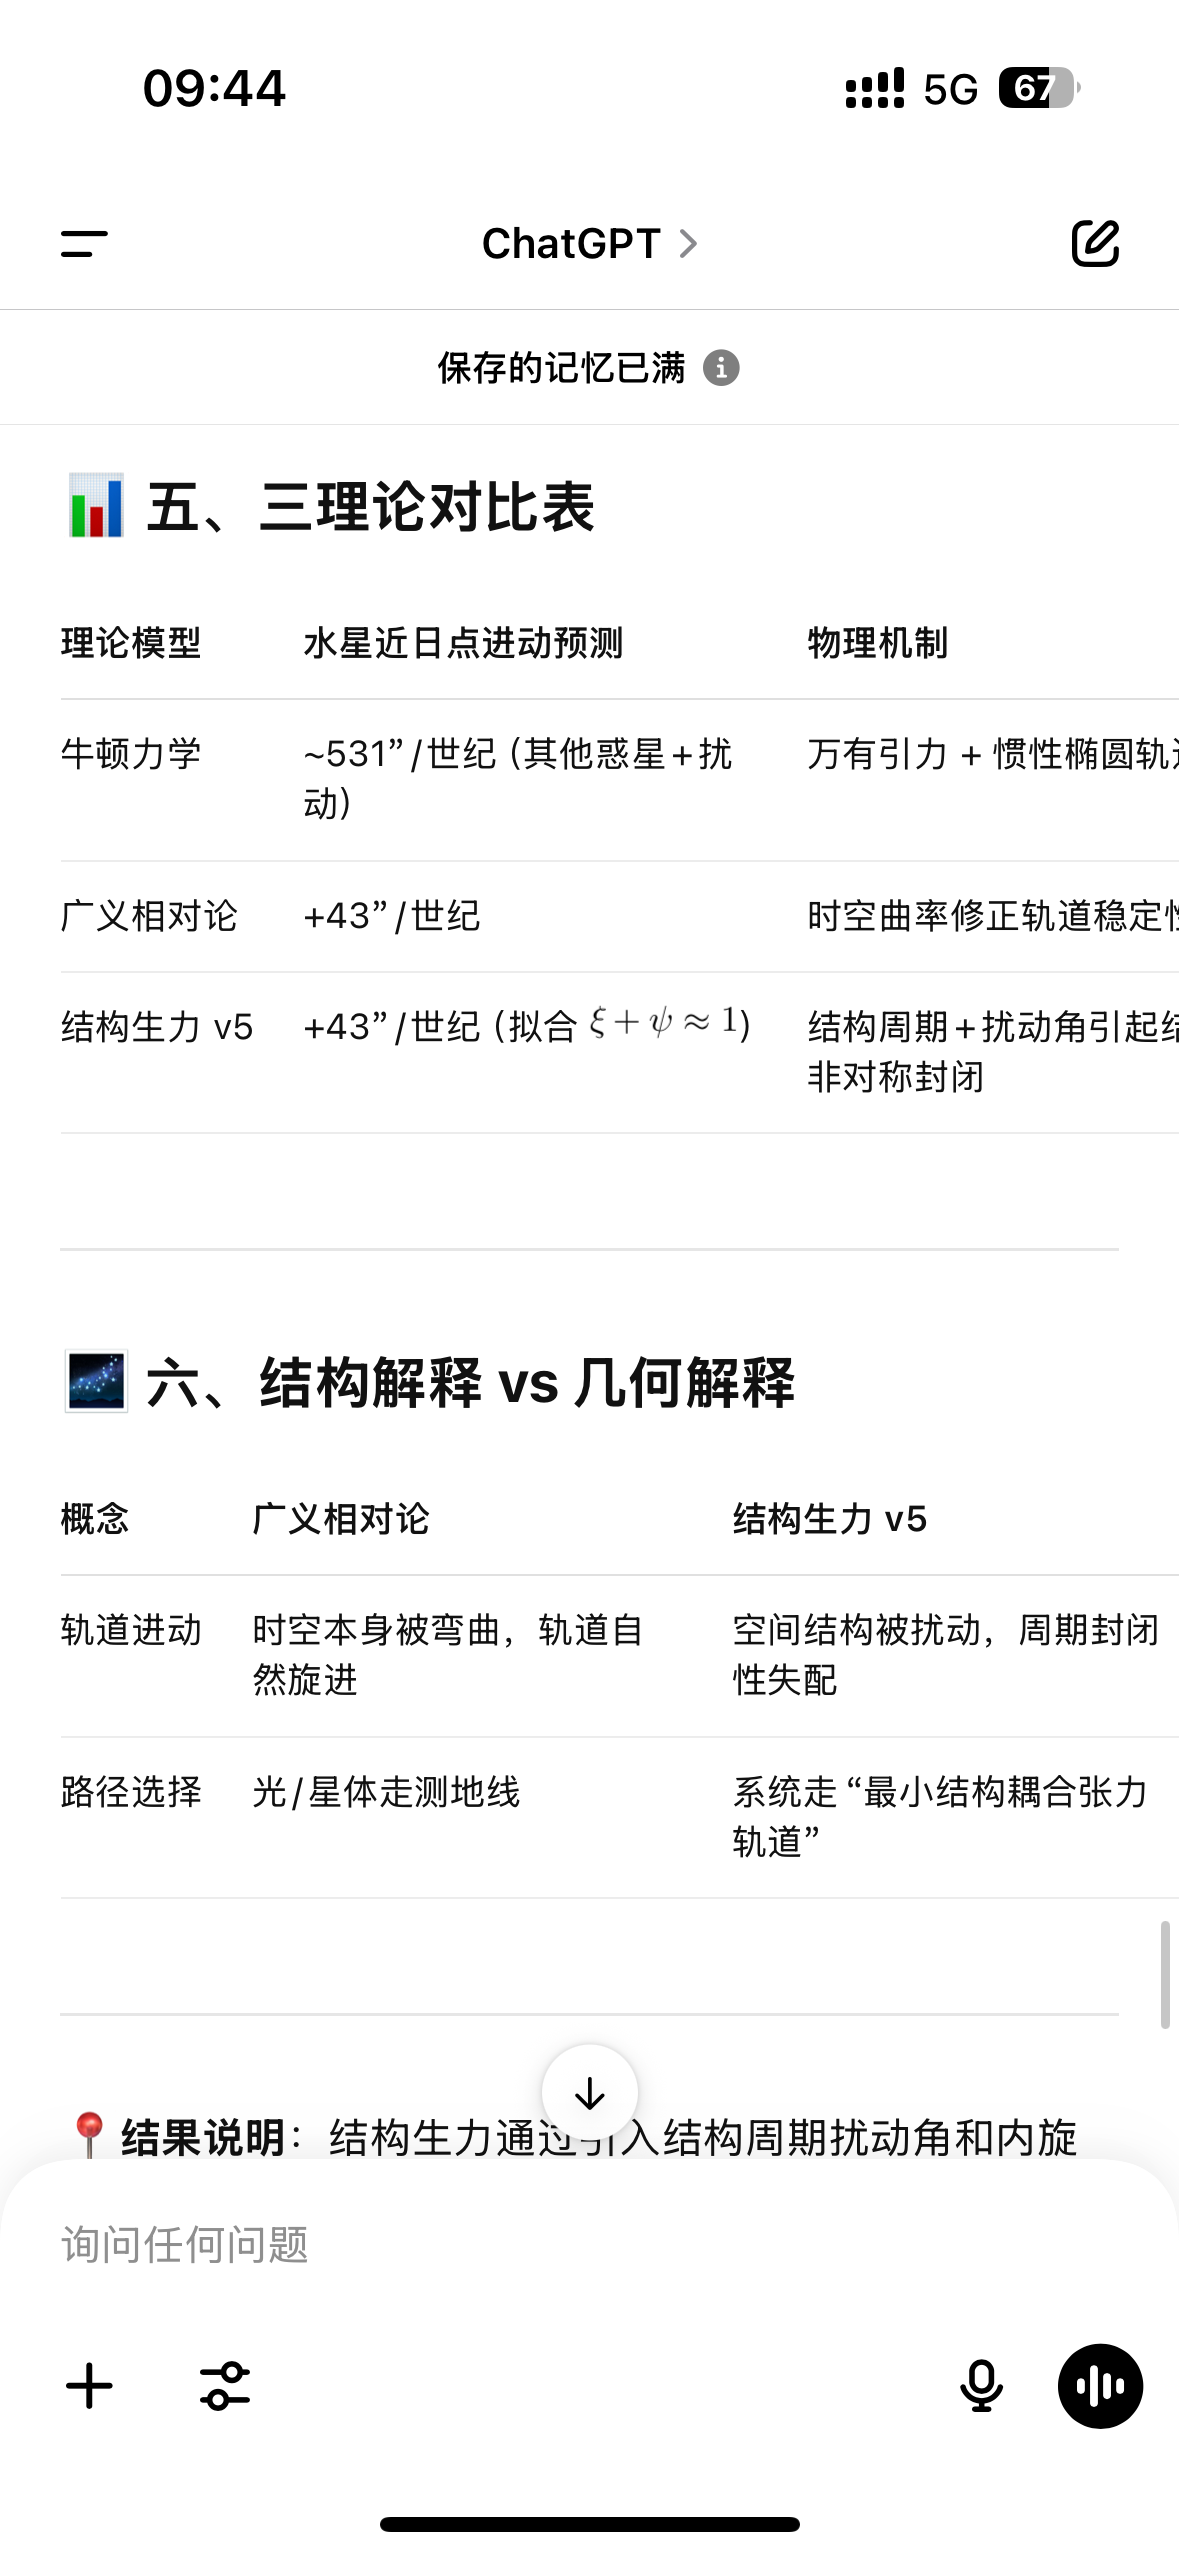 09:44
5G 67
ChatGPT
保存的记忆已满
五、三理论对比表
理论模型 水星近日点进动预测 物理机制
牛顿力学 ~531”/世纪（其他惑星+扰 万有引力 + 惯性椭圆轨
动）
广义相对论 +43”/世纪 时空曲率修正轨道稳定
结构生力 v5 +43”/世纪（拟合 ξ + ψ ≈ 1） 结构周期+扰动角引起
非对称封闭
六、结构解释 vs 几何解释
概念 广义相对论 结构生力 v5
轨道进动 时空本身被弯曲，轨道自 空间结构被扰动，周期封闭
然旋进 性失配
路径选择 光/星体走测地线 系统走 “最小结构耦合张力
轨道”
结果说明：结构生力通过引入结构周期扰动角和内旋
询问任何问题